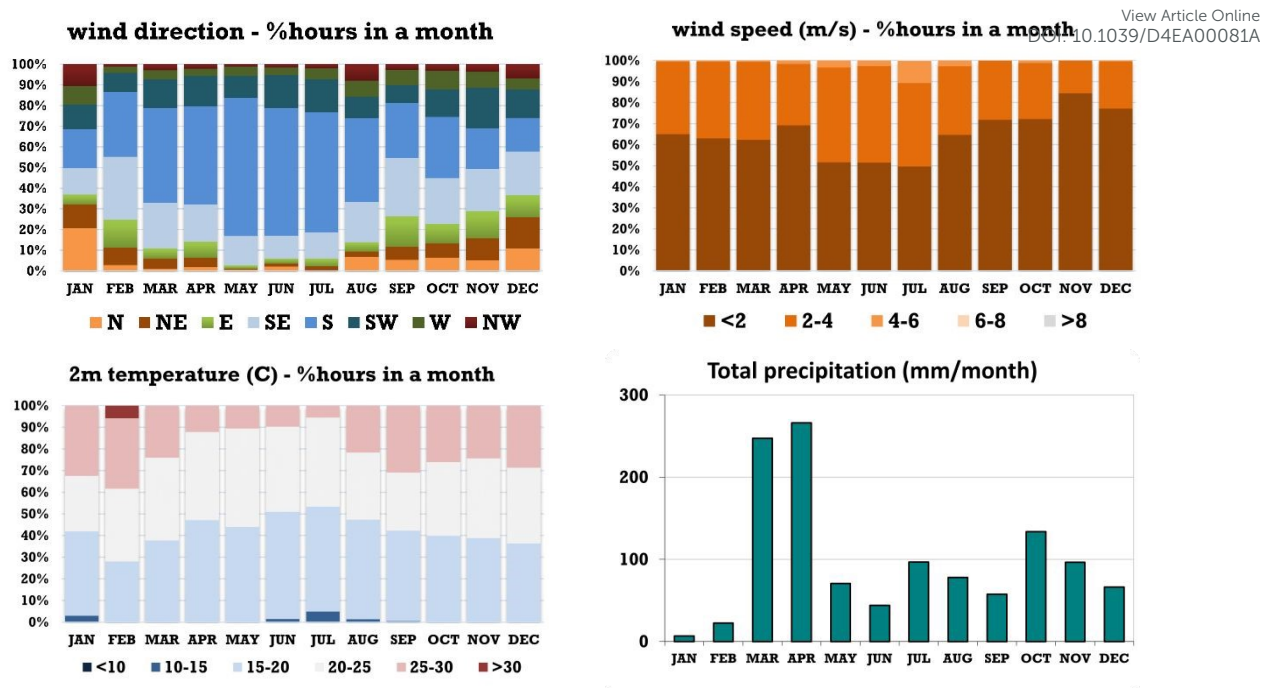 View Article Online
DOI: 10.1039/D4EA00081A
wind direction - %hours in a month
100%
90%
80%
70%
60%
50%
40%
30%
20%
10%
0%
JAN FEB MAR APR MAY JUN JUL AUG SEP OCT NOV DEC
N NE E SE S SW W NW
wind speed (m/s) - %hours in a month
100%
90%
80%
70%
60%
50%
40%
30%
20%
10%
0%
JAN FEB MAR APR MAY JUN JUL AUG SEP OCT NOV DEC
<2 2-4 4-6 6-8 >8
2m temperature (C) - %hours in a month
100%
90%
80%
70%
60%
50%
40%
30%
20%
10%
0%
JAN FEB MAR APR MAY JUN JUL AUG SEP OCT NOV DEC
<10 10-15 15-20 20-25 25-30 >30
Total precipitation (mm/month)
300
200
100
0
JAN FEB MAR APR MAY JUN JUL AUG SEP OCT NOV DEC